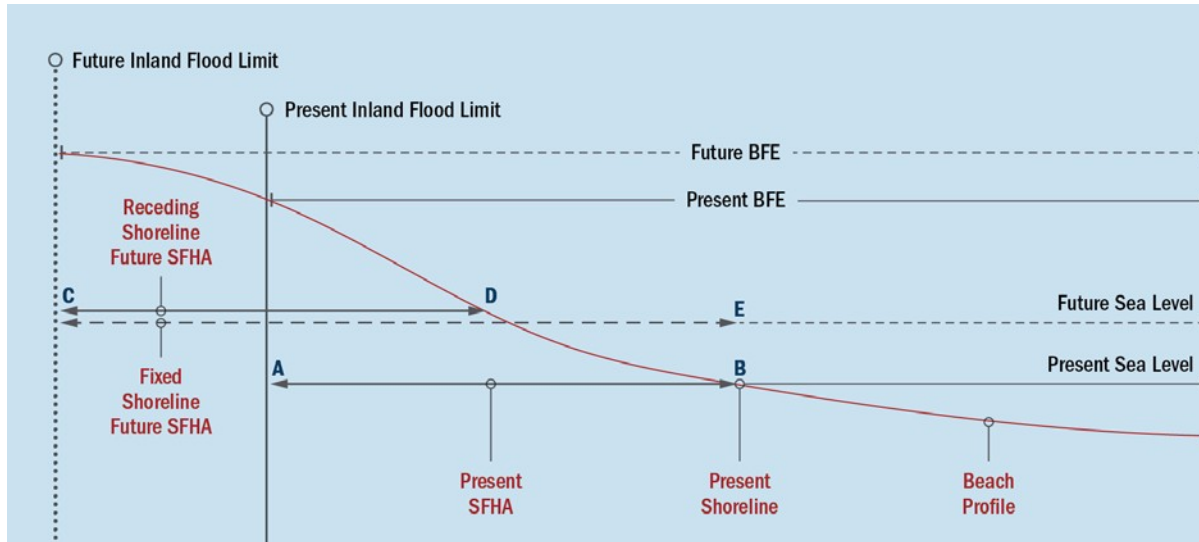 Future Inland Flood Limit
Present Inland Flood Limit
Future BFE
Present BFE
Receding
Shoreline
Future SFHA
C
D
E
Future Sea Level
Fixed
Shoreline
Future SFHA
A
B
Present Sea Level
Present
SFHA
Present
Shoreline
Beach
Profile